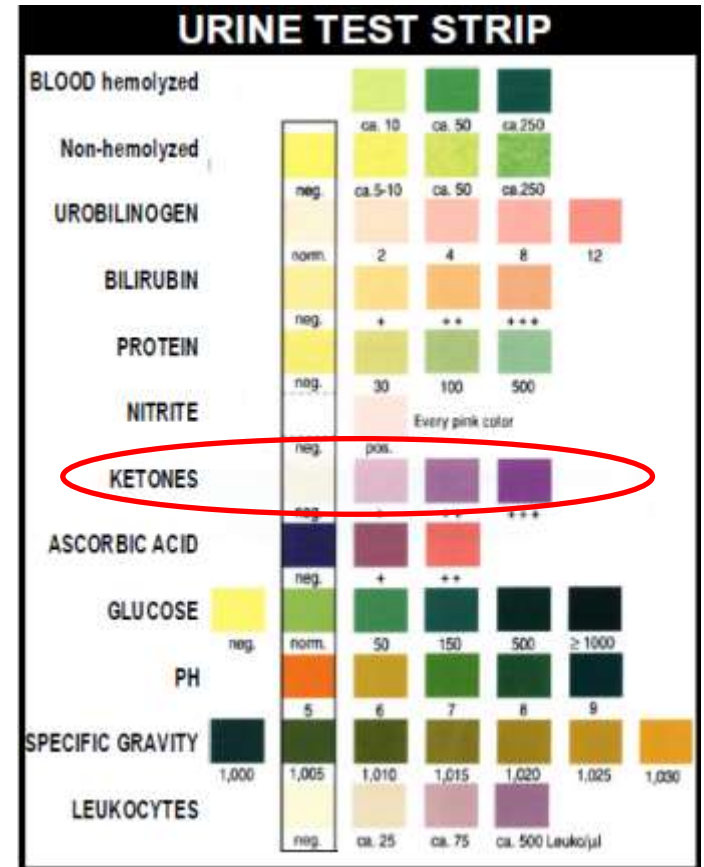 URINE TEST STRIP
BLOOD hemolyzed
ca. 10 ca. 50 ca.250
Non-hemolyzed
neg. ca.5-10 ca. 50 ca.250
UROBILINOGEN
norm. 2 4 8 12
BILIRUBIN
neg. + ++ +++
PROTEIN
neg. 30 100 500
NITRITE
Every pink color
neg. pos.
KETONES
neg. + ++ +++
ASCORBIC ACID
neg. + ++
GLUCOSE
neg. norm. 50 150 500 ≥ 1000
PH
5 6 7 8 9
SPECIFIC GRAVITY
1,000 1,005 1,010 1,015 1,020 1,025 1,030
LEUKOCYTES
neg. ca. 25 ca. 75 ca. 500 Leuko/µl